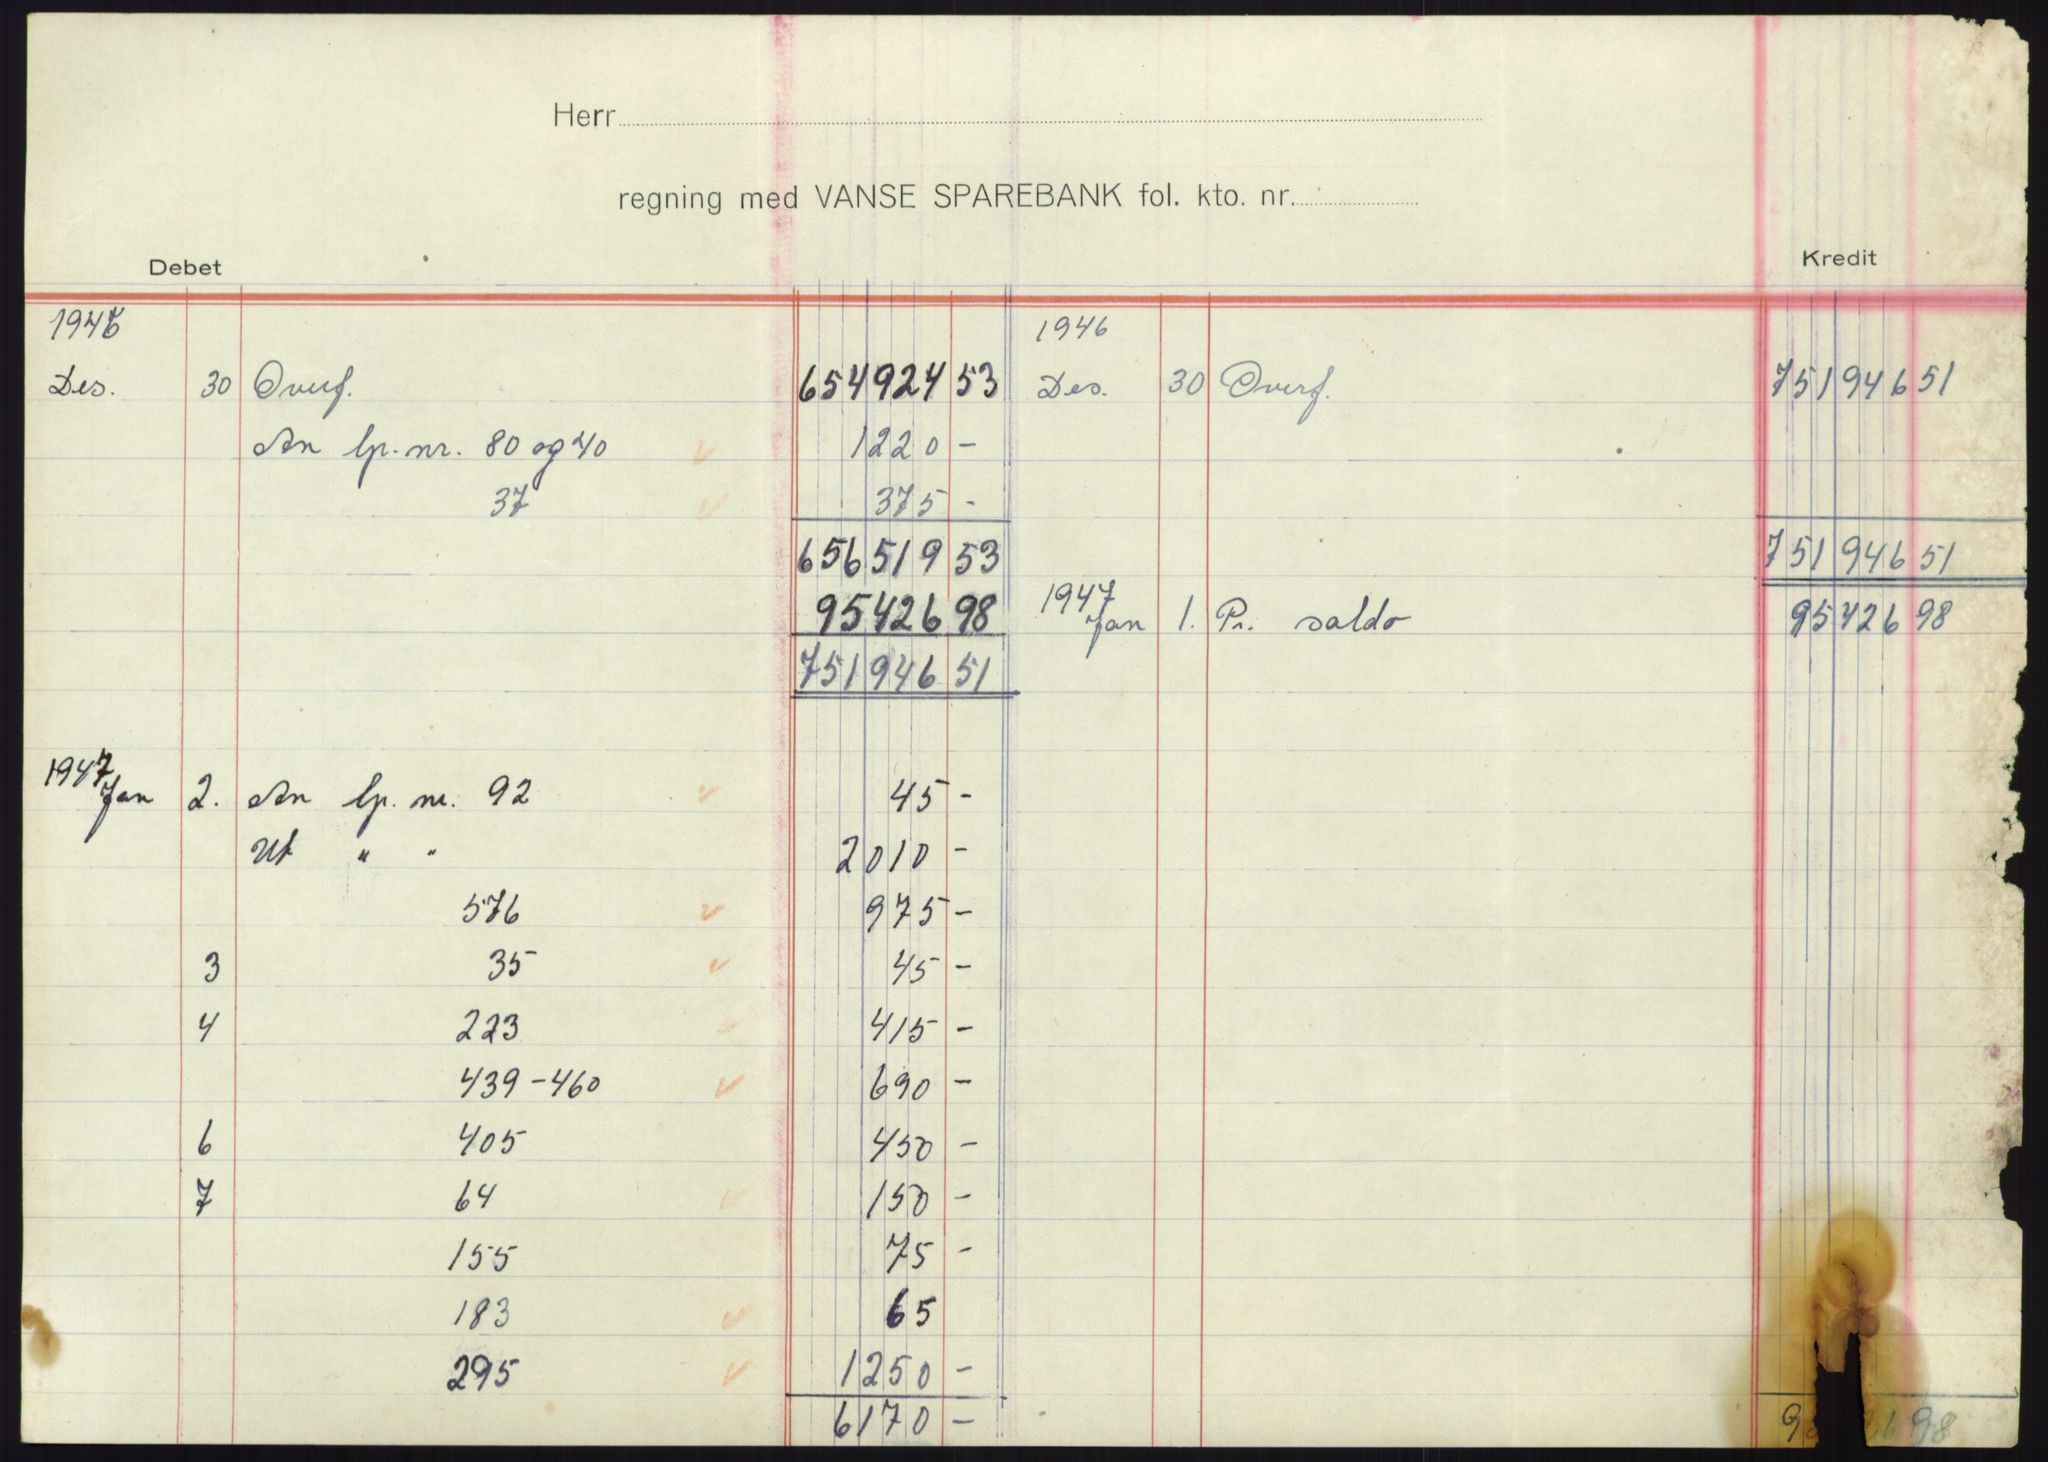 Herr
regning med VANSE SPAREBANK fol. kto. nr.
Debet Kredit
1946 1946
Des. 30 Overf. 654924 53 Des. 30 Overf. 751946 51
An lp. nr. 80 og 40 1220 –
37 375 -
656519 53 751946 51
95426 98 1947 Jan 1. Pr. saldo 95426 98
751946 51
1947
Jan 2. An lp. nr. 92 45 –
Ut " " 2010 –
576 975 –
3 35 45 –
4 223 415 –
439 – 460 690 –
6 405 450 –
7 64 150 –
155 75 –
183 65
295 1250 –
6170 – 98